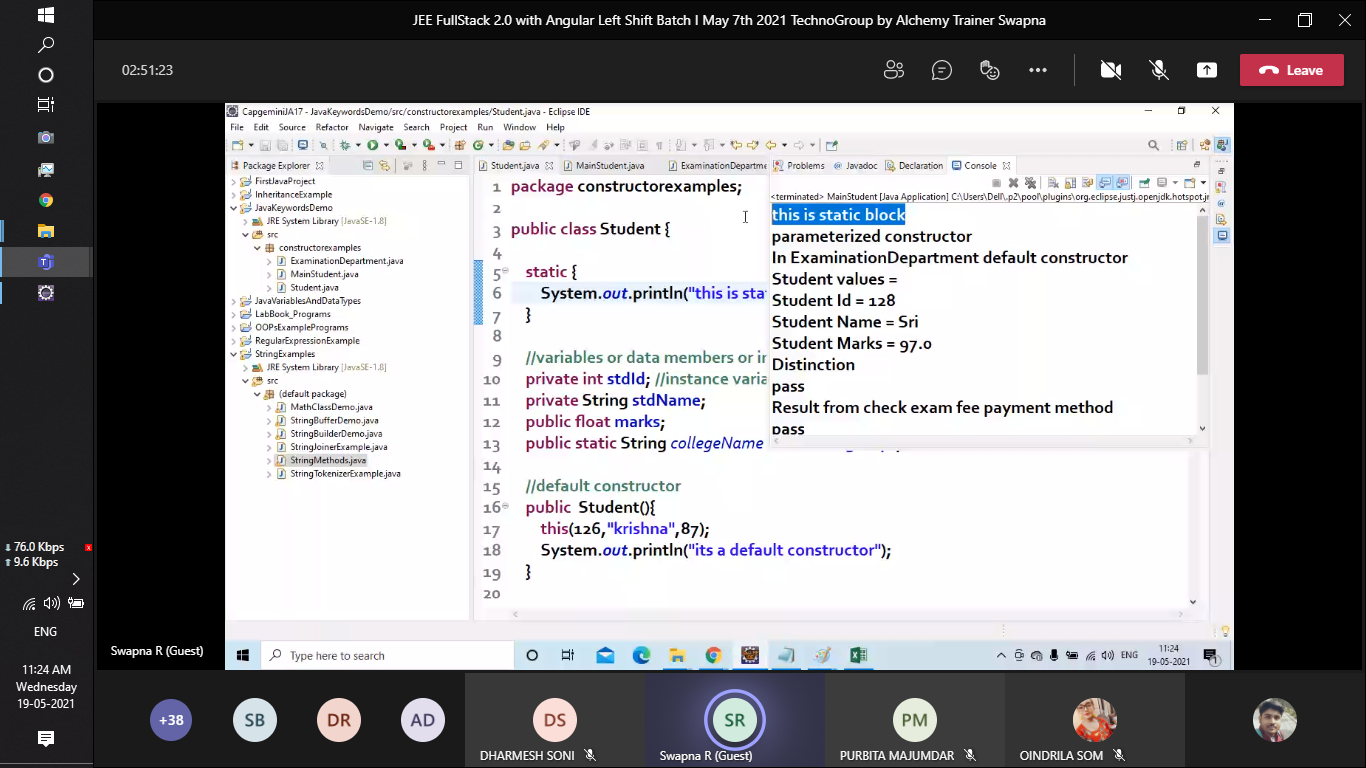 JEE FullStack 2.0 with Angular Left Shift Batch I May 7th 2021 TechnoGroup by Alchemy Trainer Swapna
02:51:23
Leave
CapgeminiJA17 - JavaKeywordsDemo/src/constructorexamples/Student.java - Eclipse IDE
File Edit Source Refactor Navigate Search Project Run Window Help
Package Explorer
FirstJavaProject
InheritanceExample
JavaKeywordsDemo
JRE System Library [JavaSE-1.8]
src
constructorexamples
ExaminationDepartment.java
MainStudent.java
Student.java
JavaVariablesAndDataTypes
LabBook_Programs
OOPsExamplePrograms
RegularExpressionExample
StringExamples
JRE System Library [JavaSE-1.8]
src
(default package)
MathClassDemo.java
StringBufferDemo.java
StringBuilderDemo.java
StringJoinerExample.java
StringMethods.java
StringTokenizerExample.java
Student.java MainStudent.java ExaminationDepartme
1 package constructorexamples;
2
3 public class Student {
4
5 static {
6 System.out.println("this is stat
7 }
8
9 //variables or data members or in
10 private int stdId; //instance varia
11 private String stdName;
12 public float marks;
13 public static String collegeName
14
15 //default constructor
16 public Student(){
17 this(126,"krishna",87);
18 System.out.println("its a default constructor");
19 }
20
Problems Javadoc Declaration Console
<terminated> MainStudent [Java Application] C:\Users\Dell\.p2\pool\plugins\org.eclipse.justj.openjdk.hotspot.jr
this is static block
parameterized constructor
In ExaminationDepartment default constructor
Student values =
Student Id = 128
Student Name = Sri
Student Marks = 97.0
Distinction
pass
Result from check exam fee payment method
pass
Type here to search
ENG
11:24
19-05-2021
1
Swapna R (Guest)
76.0 Kbps
9.6 Kbps
ENG
11:24 AM
Wednesday
19-05-2021
+38
SB
DR
AD
DS
DHARMESH SONI
SR
Swapna R (Guest)
PM
PURBITA MAJUMDAR
OINDRILA SOM